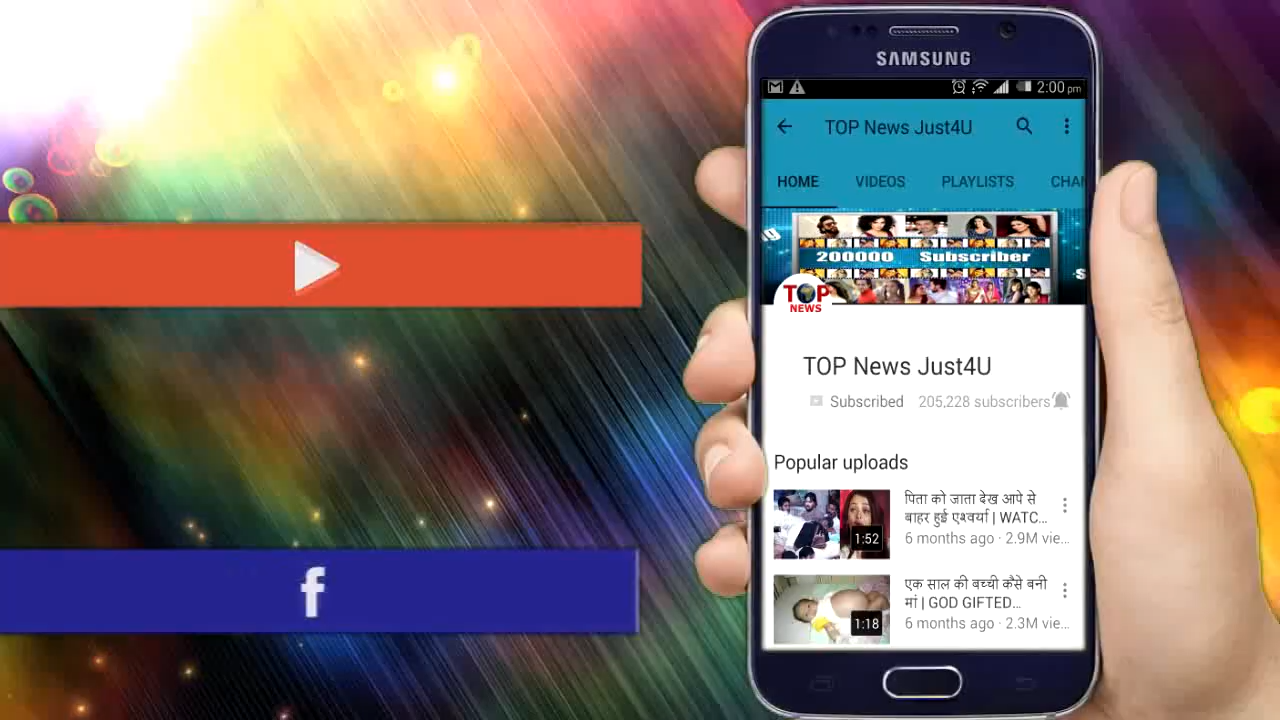 SAMSUNG
2:00 pm
TOP News Just4U
HOME VIDEOS PLAYLISTS CHAN
200000 Subscriber
TOP
NEWS
TOP News Just4U
Subscribed 205,228 subscribers
Popular uploads
पिता को जाता देख आपे से
बाहर हुई एश्वर्या | WATC...
6 months ago · 2.9M vie...
1:52
एक साल की बच्ची कैसे बनी
मां | GOD GIFTED...
6 months ago · 2.3M vie...
1:18
f